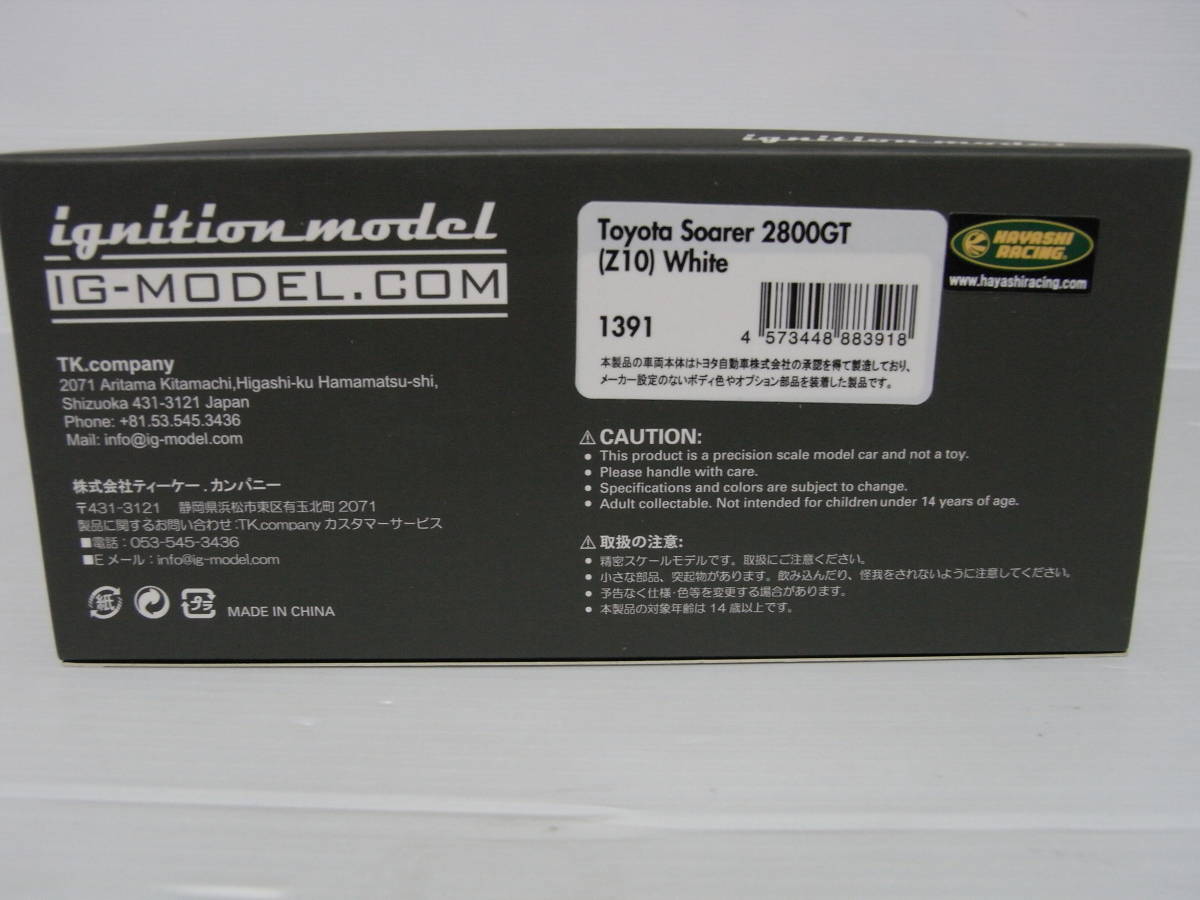 ignition model
ignition model
IG-MODEL.COM
TK.company
2071 Aritama Kitamachi,Higashi-ku Hamamatsu-shi,
Shizuoka 431-3121 Japan
Phone: +81.53.545.3436
Mail: info@ig-model.com
株式会社ティーケー.カンパニー
〒431-3121 静岡県浜松市東区有玉北町 2071
製品に関するお問い合わせ:TK.company カスタマーサービス
■電話:053-545-3436
■E メール:info@ig-model.com
紙 プラ MADE IN CHINA
Toyota Soarer 2800GT
(Z10) White
1391
4 573448 883918
本製品の車両本体はトヨタ自動車株式会社の承認を得て製造しており、
メーカー設定のないボディ色やオプション部品を装着した製品です。
HAYASHI
RACING
www.hayashiracing.com
⚠ CAUTION:
● This product is a precision scale model car and not a toy.
● Please handle with care.
● Specifications and colors are subject to change.
● Adult collectable. Not intended for children under 14 years of age.
⚠ 取扱の注意:
● 精密スケールモデルです。取扱にご注意ください。
● 小さな部品、突起物があります。飲み込んだり、怪我をされないように注意してください。
● 予告なく仕様・色等を変更する場合があります。
● 本製品の対象年齢は 14 歳以上です。